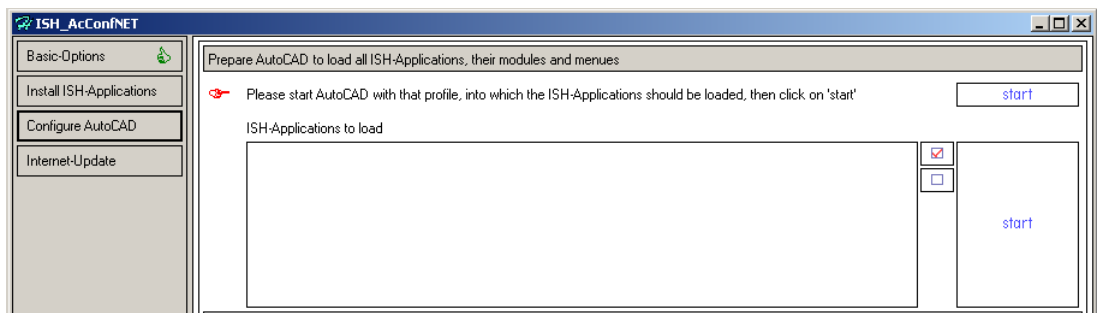 ISH_AcConfNET
Basic-Options
Install ISH-Applications
Configure AutoCAD
Internet-Update
Prepare AutoCAD to load all ISH-Applications, their modules and menues
Please start AutoCAD with that profile, into which the ISH-Applications should be loaded, then click on 'start'
start
ISH-Applications to load
start